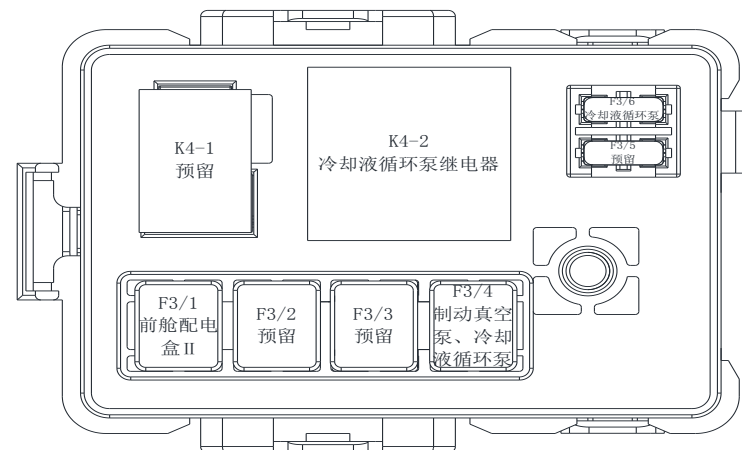 K4-1
预留
K4-2
冷却液循环泵继电器
F3/6
冷却液循环泵
F3/5
预留
F3/1
前舱配电
盒Ⅱ
F3/2
预留
F3/3
预留
F3/4
制动真空
泵、冷却
液循环泵